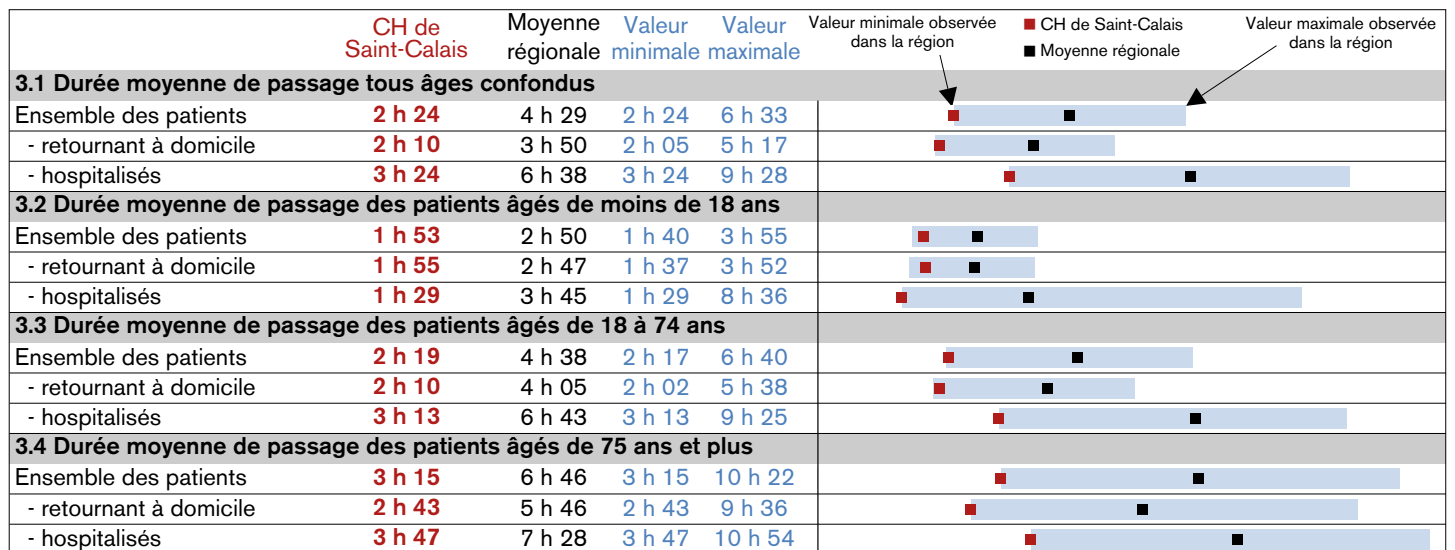 CH de Saint-Calais Moyenne régionale Valeur minimale Valeur maximale
Valeur minimale observée dans la région
CH de Saint-Calais
Moyenne régionale
Valeur maximale observée dans la région
3.1 Durée moyenne de passage tous âges confondus
Ensemble des patients 2 h 24 4 h 29 2 h 24 6 h 33
- retournant à domicile 2 h 10 3 h 50 2 h 05 5 h 17
- hospitalisés 3 h 24 6 h 38 3 h 24 9 h 28
3.2 Durée moyenne de passage des patients âgés de moins de 18 ans
Ensemble des patients 1 h 53 2 h 50 1 h 40 3 h 55
- retournant à domicile 1 h 55 2 h 47 1 h 37 3 h 52
- hospitalisés 1 h 29 3 h 45 1 h 29 8 h 36
3.3 Durée moyenne de passage des patients âgés de 18 à 74 ans
Ensemble des patients 2 h 19 4 h 38 2 h 17 6 h 40
- retournant à domicile 2 h 10 4 h 05 2 h 02 5 h 38
- hospitalisés 3 h 13 6 h 43 3 h 13 9 h 25
3.4 Durée moyenne de passage des patients âgés de 75 ans et plus
Ensemble des patients 3 h 15 6 h 46 3 h 15 10 h 22
- retournant à domicile 2 h 43 5 h 46 2 h 43 9 h 36
- hospitalisés 3 h 47 7 h 28 3 h 47 10 h 54